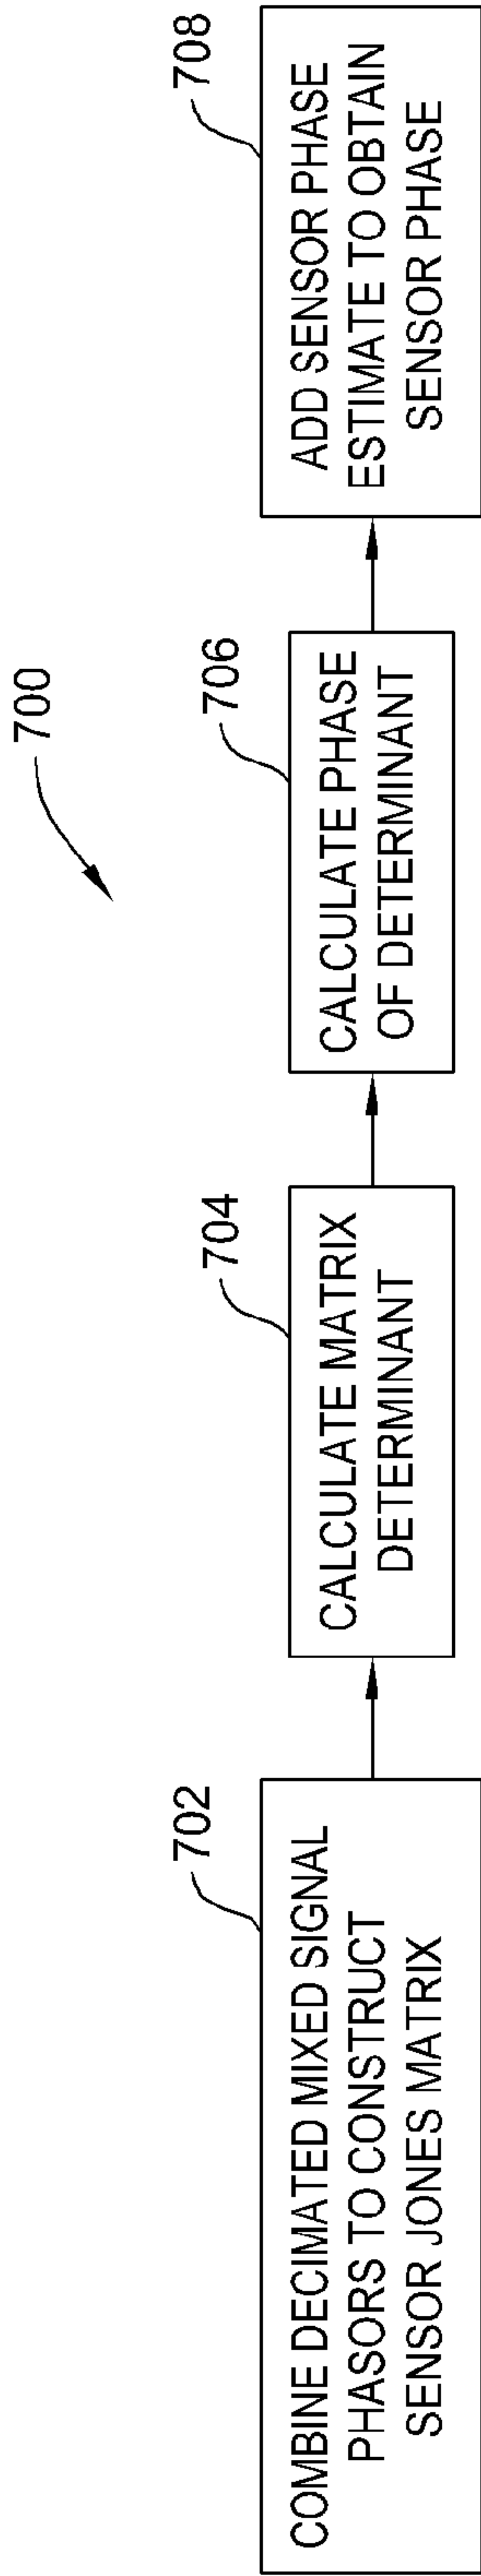 700
702
COMBINE DECIMATED MIXED SIGNAL
PHASORS TO CONSTRUCT
SENSOR JONES MATRIX
704
CALCULATE MATRIX
DETERMINANT
706
CALCULATE PHASE
OF DETERMINANT
708
ADD SENSOR PHASE
ESTIMATE TO OBTAIN
SENSOR PHASE